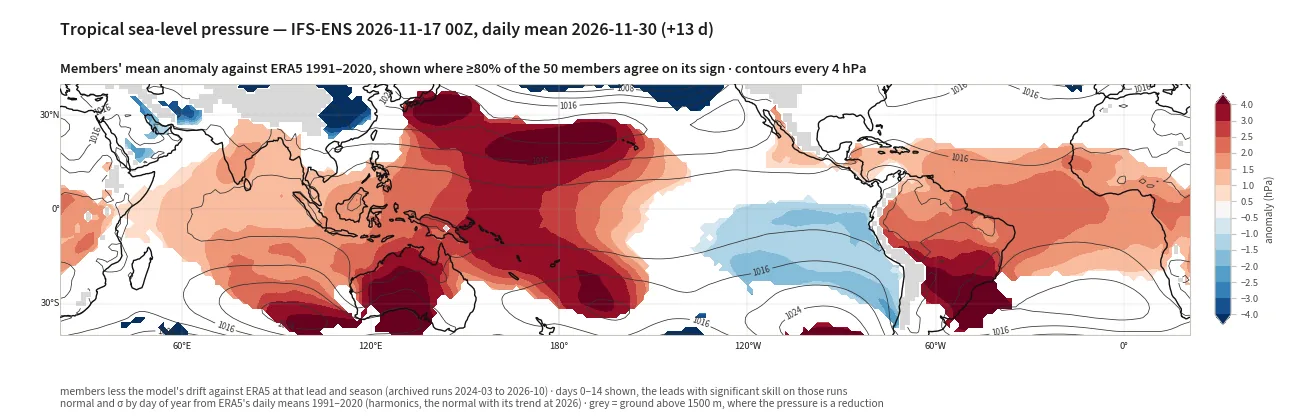 Tropical sea-level pressure — IFS-ENS 2026-11-17 00Z, daily mean 2026-11-30 (+13 d)
Members' mean anomaly against ERA5 1991–2020, shown where ≥80% of the 50 members agree on its sign · contours every 4 hPa
1008
1016
1016
1016
1016
1016
1016
1016
1016
1016
1016
1016
1024
1016
30°N
0°
30°S
60°E
120°E
180°
120°W
60°W
0°
4.0
3.0
2.5
2.0
1.5
1.0
0.5
−0.5
−1.0
−1.5
−2.0
−2.5
−3.0
−4.0
anomaly (hPa)
members less the model's drift against ERA5 at that lead and season (archived runs 2024-03 to 2026-10) · days 0–14 shown, the leads with significant skill on those runs
normal and σ by day of year from ERA5's daily means 1991–2020 (harmonics, the normal with its trend at 2026) · grey = ground above 1500 m, where the pressure is a reduction